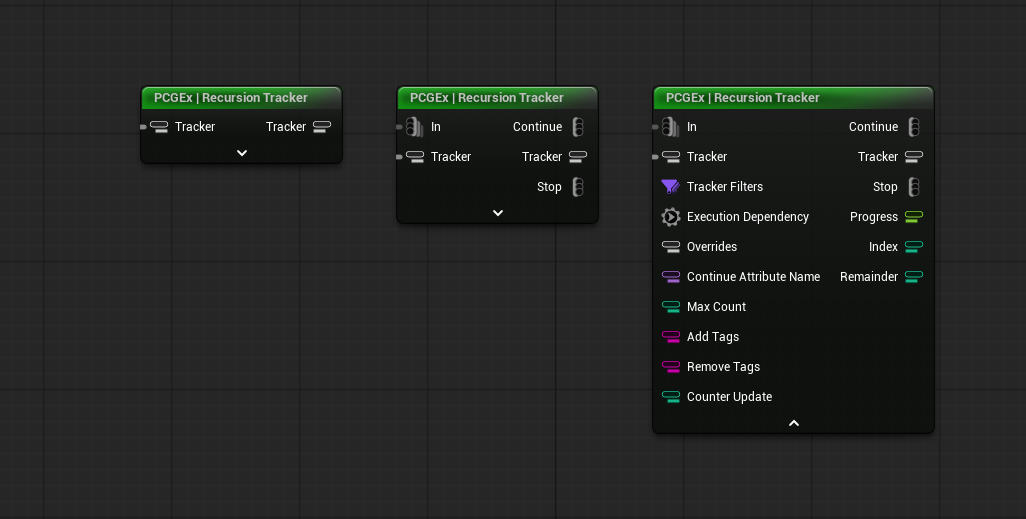 PCGEx | Recursion Tracker
Tracker Tracker
PCGEx | Recursion Tracker
In Continue
Tracker Tracker
Stop
PCGEx | Recursion Tracker
In Continue
Tracker Tracker
Tracker Filters Stop
Execution Dependency Progress
Overrides Index
Continue Attribute Name Remainder
Max Count
Add Tags
Remove Tags
Counter Update